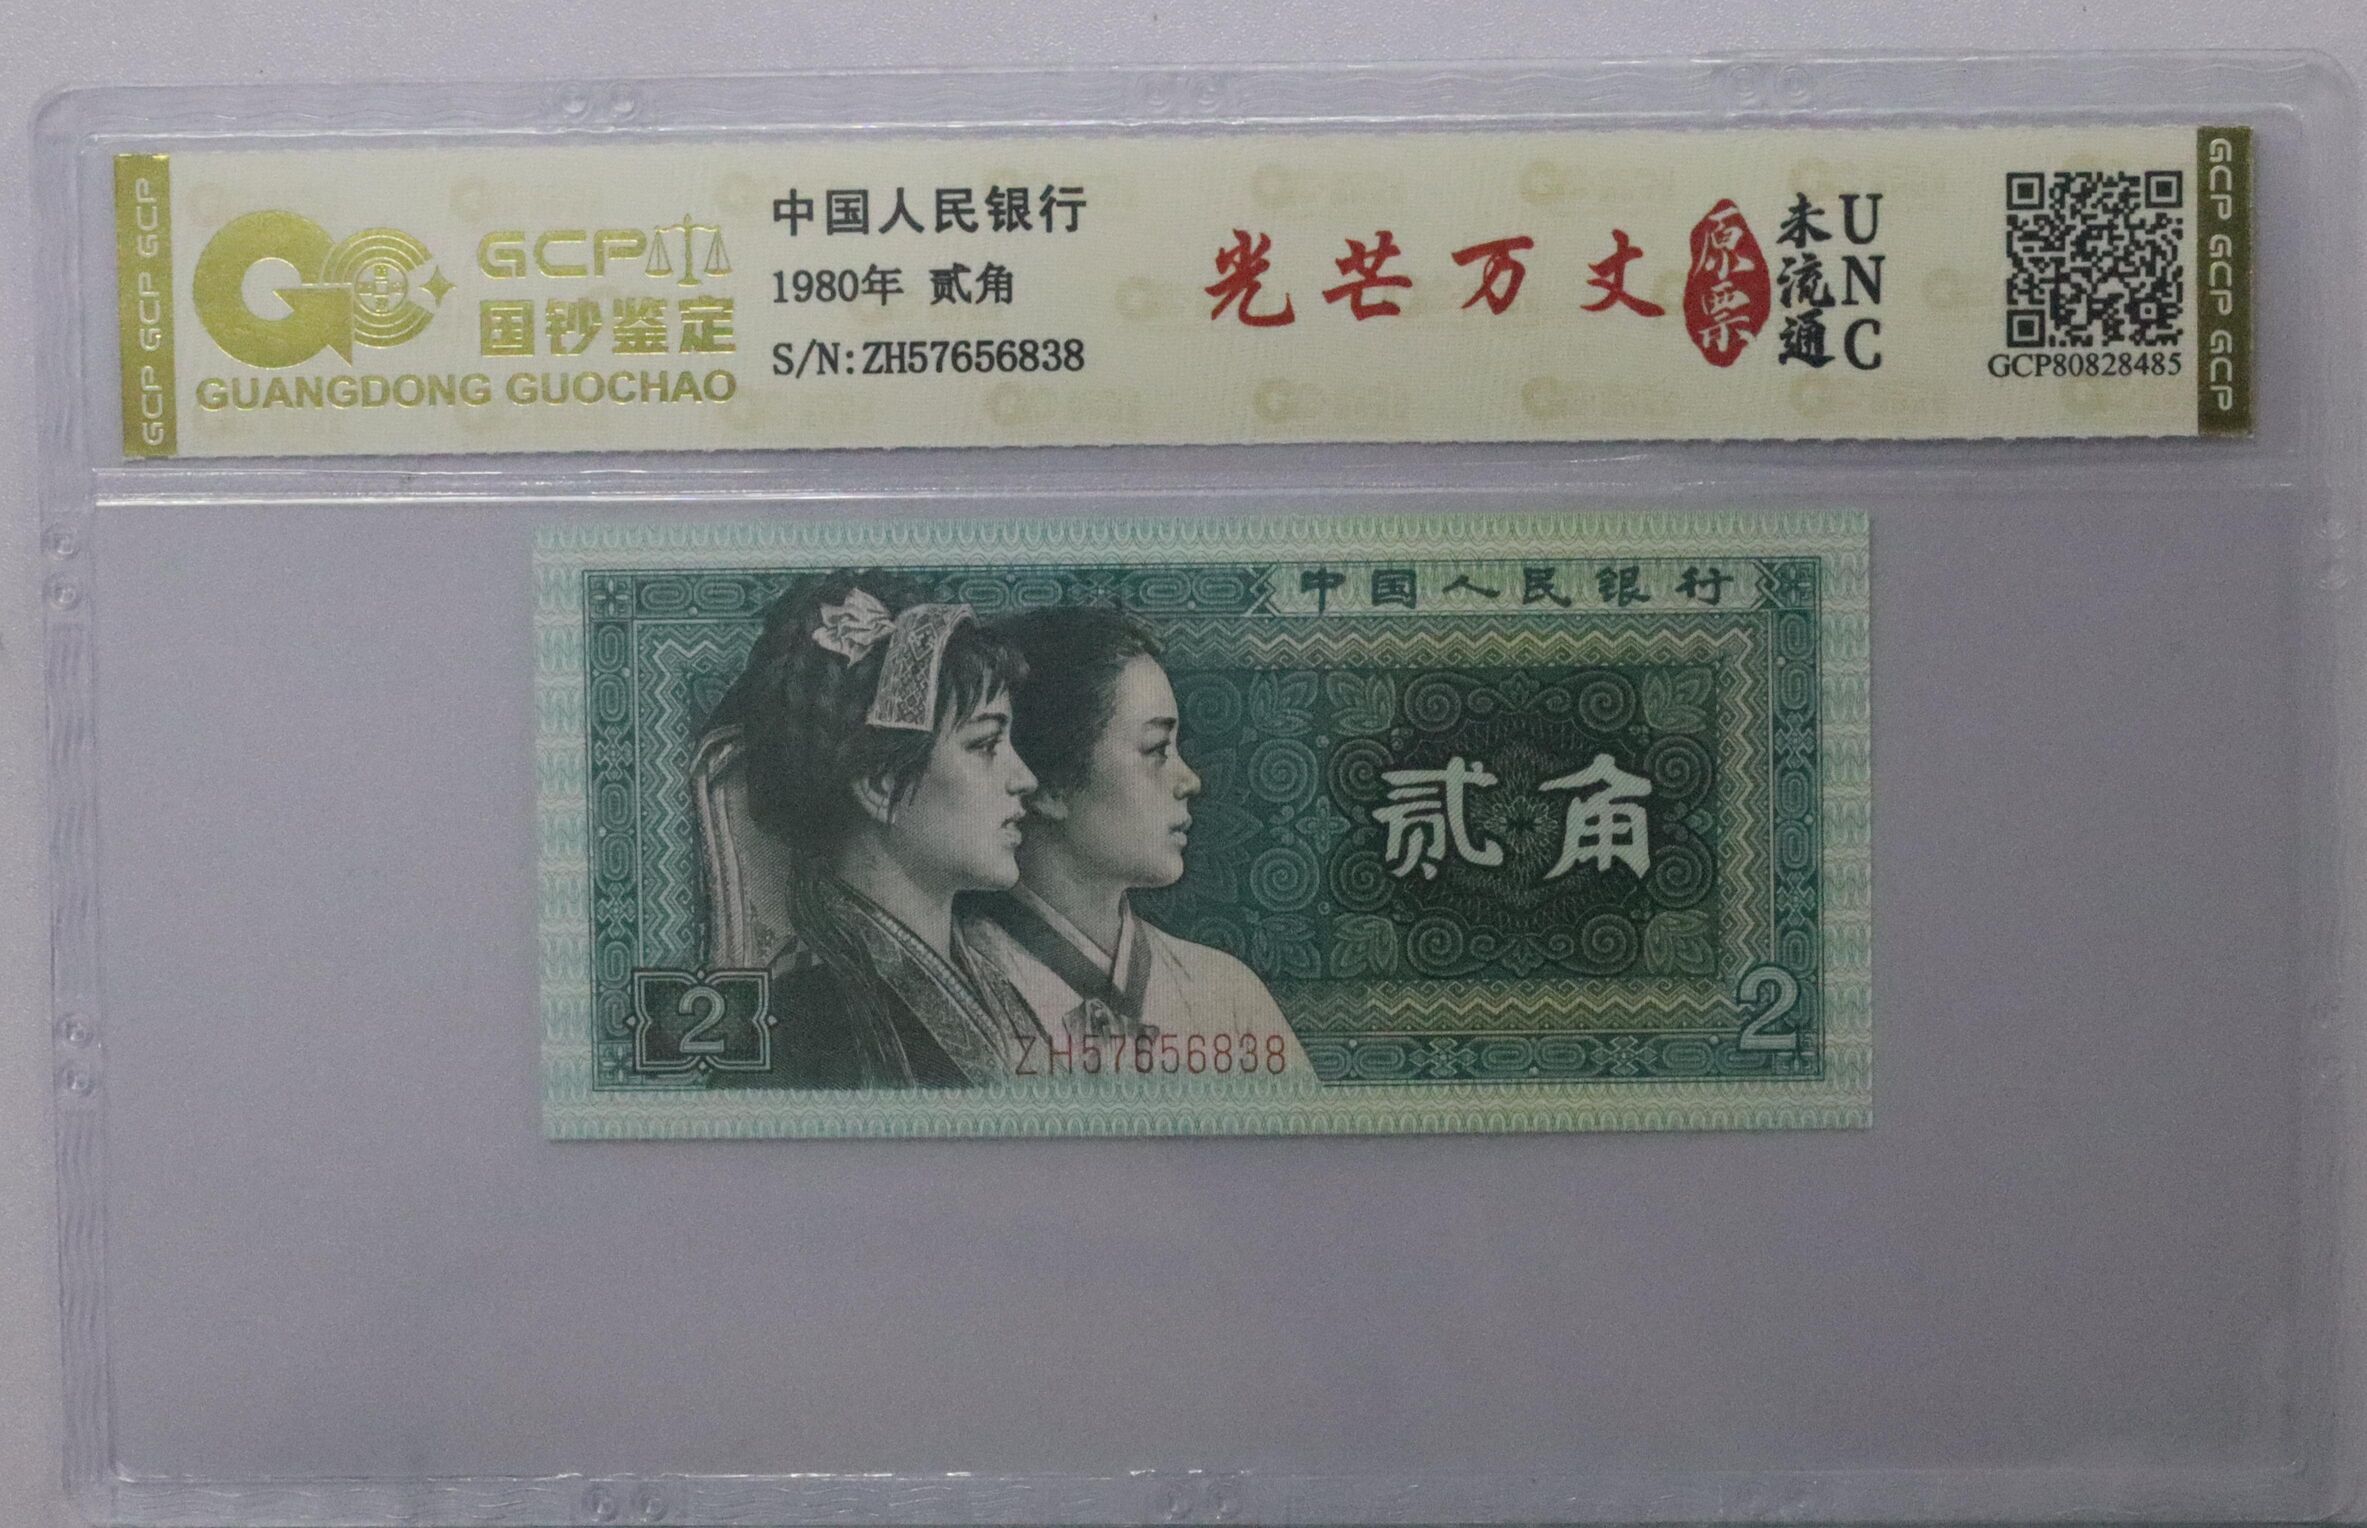 GCP GCP GCP
GCP
国钞鉴定
GUANGDONG GUOCHAO
中国人民银行
1980年 贰角
S/N:ZH57656838
光芒万丈
原票
未流通
UNC
GCP80828485
GCP GCP GCP
中国人民银行
贰角
2
2
ZH57656838